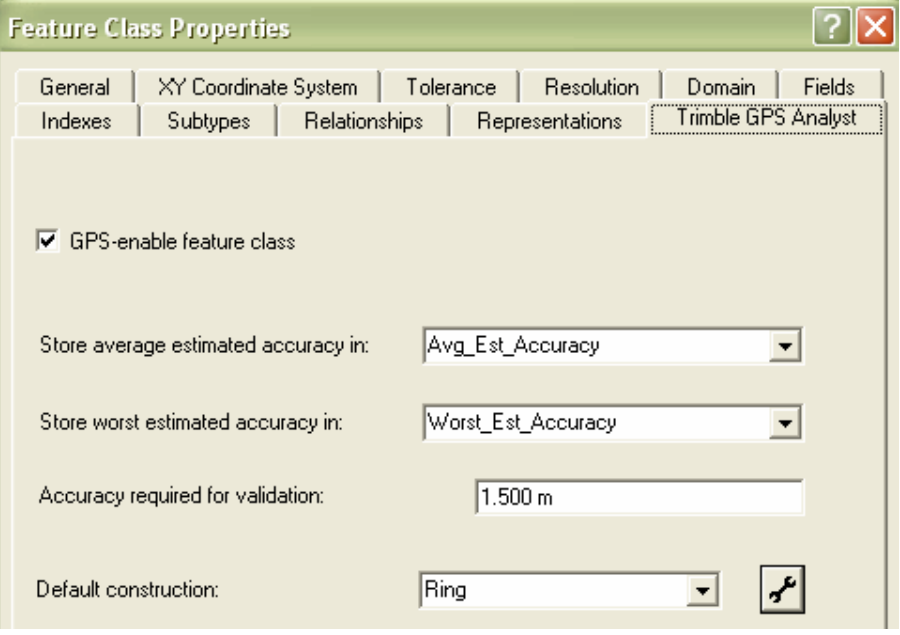 Feature Class Properties
General XY Coordinate System Tolerance Resolution Domain Fields
Indexes Subtypes Relationships Representations Trimble GPS Analyst
GPS-enable feature class
Store average estimated accuracy in: Avg_Est_Accuracy
Store worst estimated accuracy in: Worst_Est_Accuracy
Accuracy required for validation: 1.500 m
Default construction: Ring